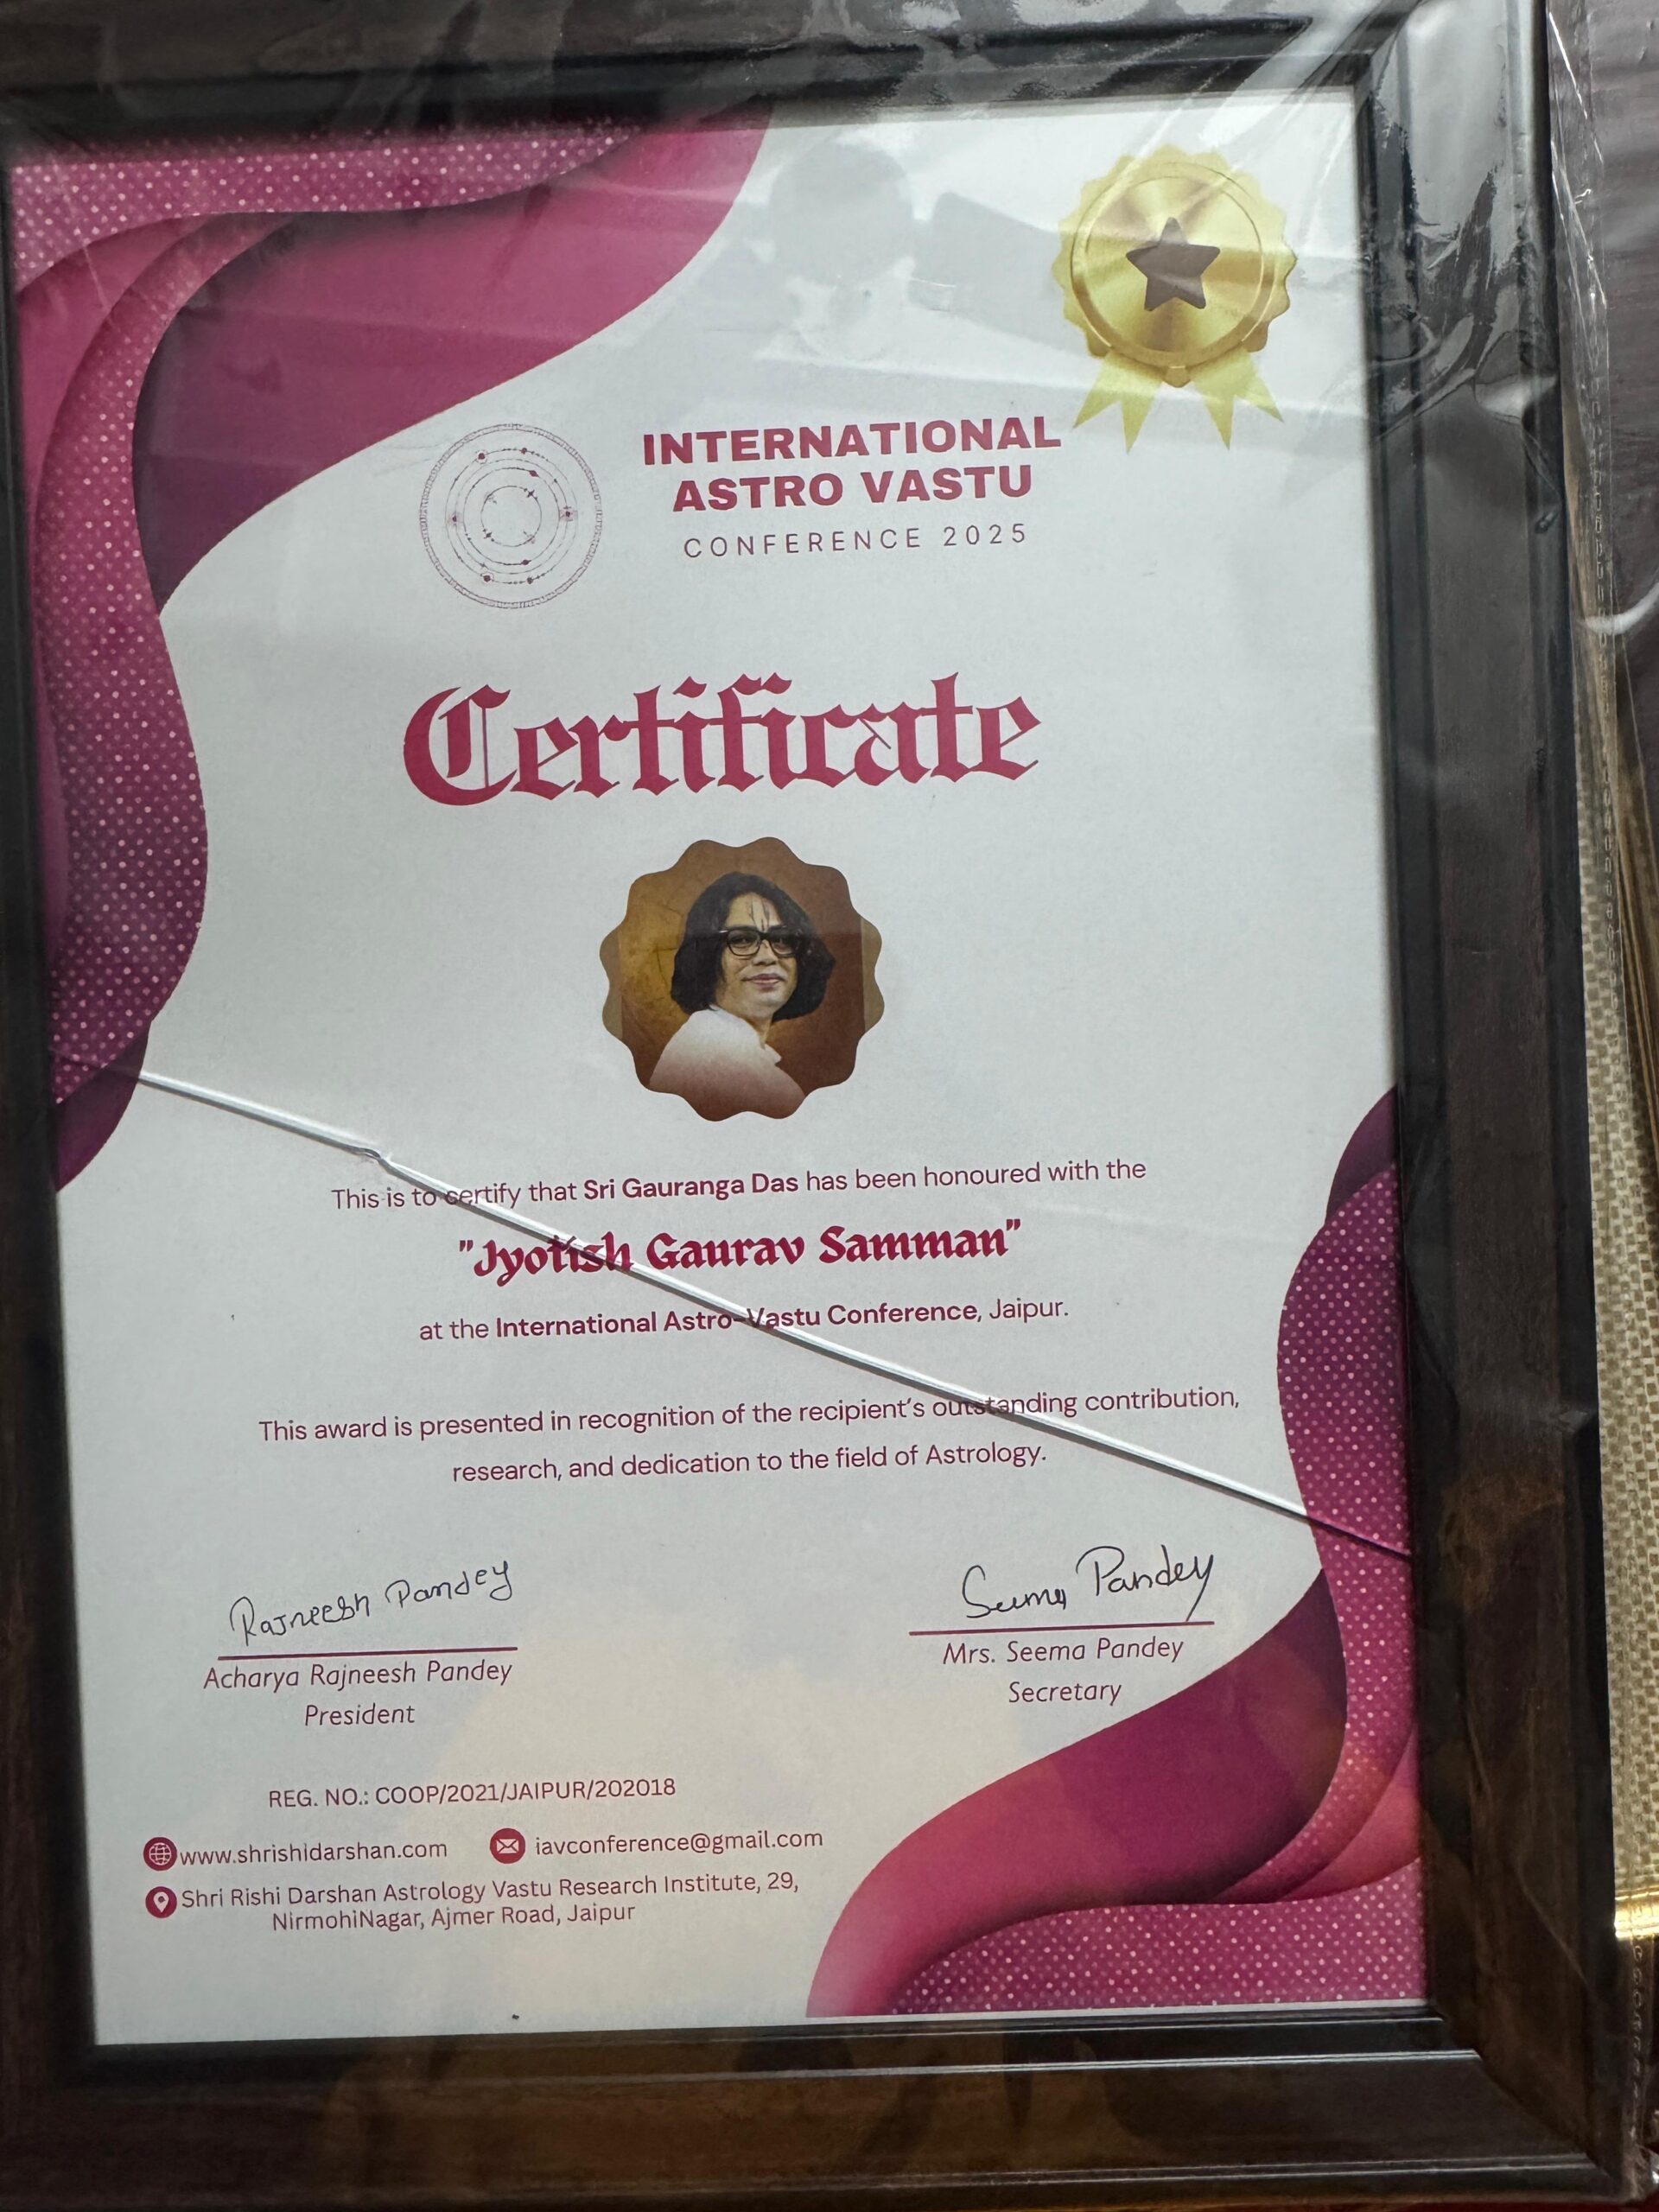 INTERNATIONAL
ASTRO VASTU
CONFERENCE 2025
Certificate
This is to certify that Sri Gauranga Das has been honoured with the
"Jyotish Gaurav Samman"
at the International Astro-Vastu Conference, Jaipur.
This award is presented in recognition of the recipient's outstanding contribution,
research, and dedication to the field of Astrology.
Rajneesh Pandey
Acharya Rajneesh Pandey
President
Seema Pandey
Mrs. Seema Pandey
Secretary
REG. NO.: COOP/2021/JAIPUR/202018
www.shrishidarshan.com iavconference@gmail.com
Shri Rishi Darshan Astrology Vastu Research Institute, 29,
NirmohiNagar, Ajmer Road, Jaipur